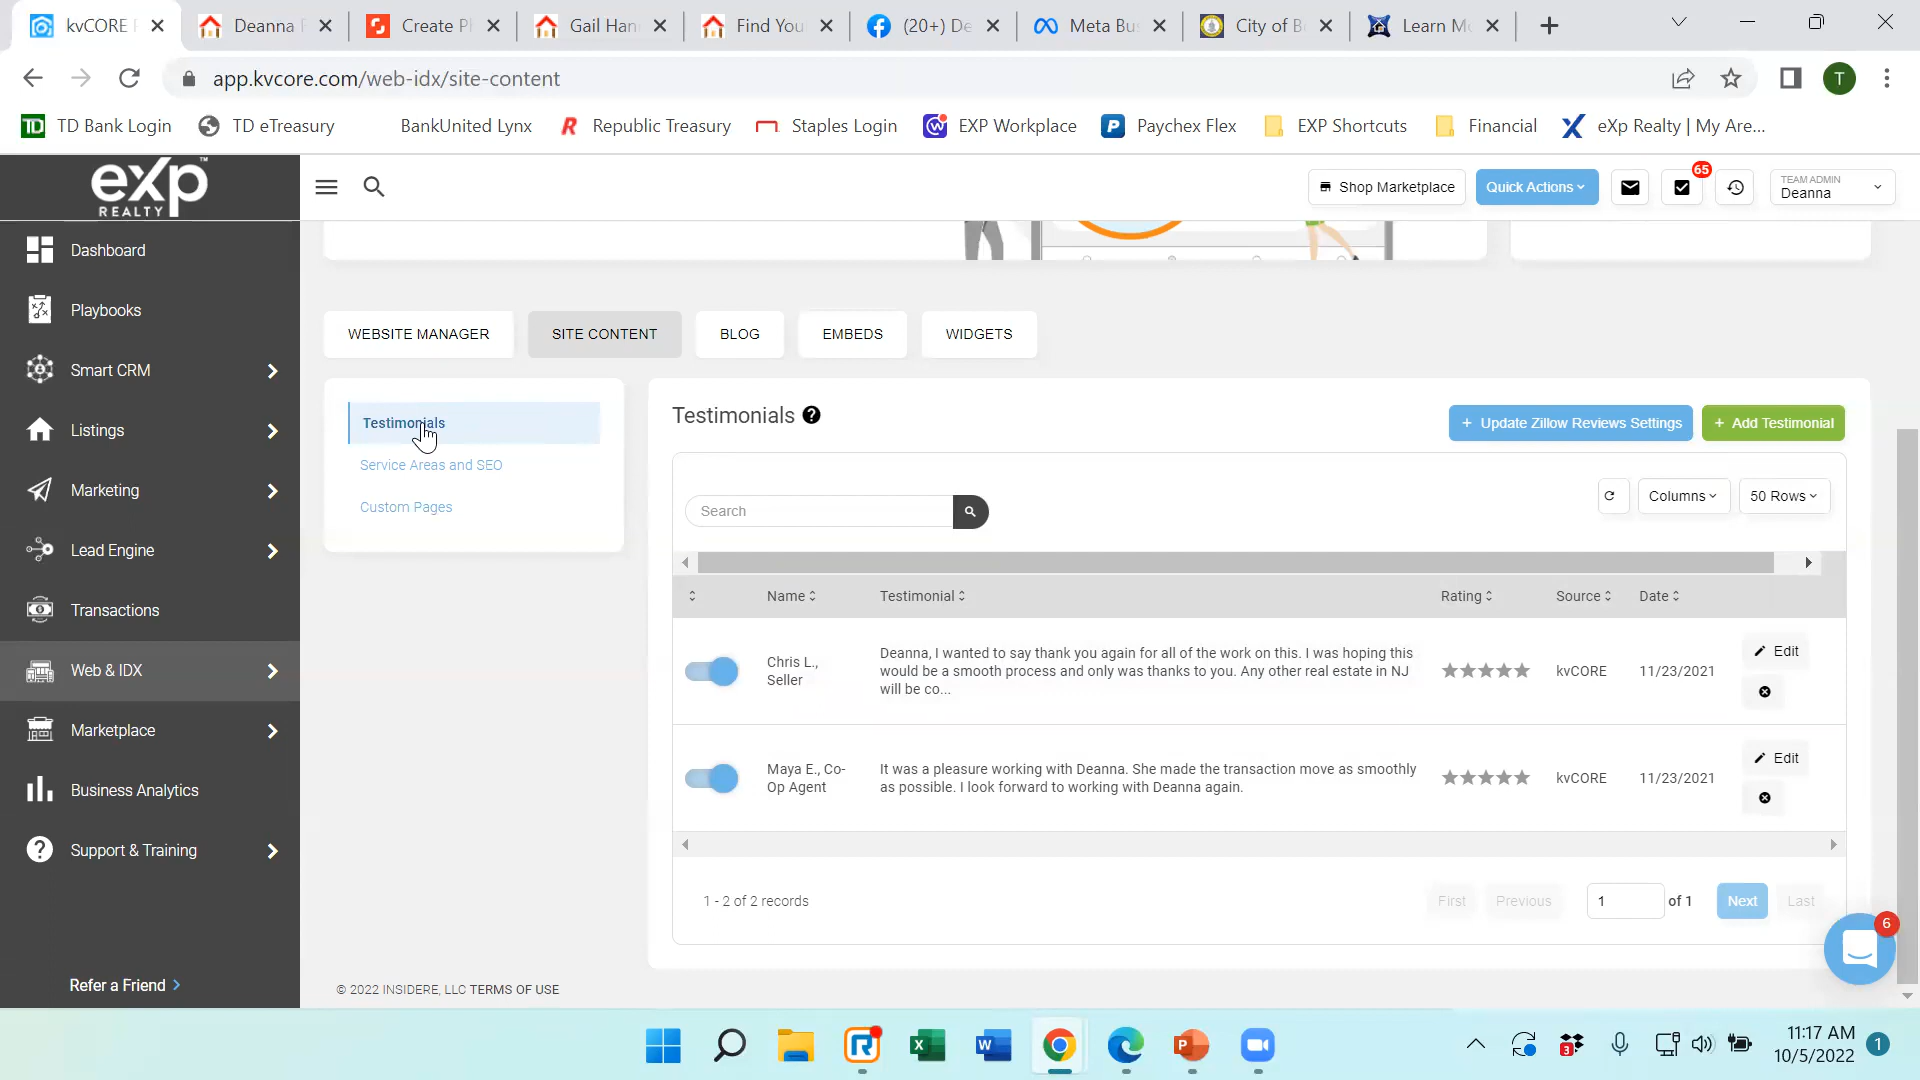 kvCORE
Deanna
Create P
Gail Han
Find You
(20+) De
Meta Bu
City of B
Learn M
app.kvcore.com/web-idx/site-content
T
TD Bank Login
TD eTreasury
BankUnited Lynx
Republic Treasury
Staples Login
EXP Workplace
Paychex Flex
EXP Shortcuts
Financial
eXp Realty | My Are...
eXp REALTY™
Shop Marketplace
Quick Actions
65
TEAM ADMIN
Deanna
Dashboard
Playbooks
Smart CRM
Listings
Marketing
Lead Engine
Transactions
Web & IDX
Marketplace
Business Analytics
Support & Training
Refer a Friend
WEBSITE MANAGER
SITE CONTENT
BLOG
EMBEDS
WIDGETS
Testimonials
Service Areas and SEO
Custom Pages
Testimonials
+ Update Zillow Reviews Settings
+ Add Testimonial
Search
Columns
50 Rows
Name
Testimonial
Rating
Source
Date
Chris L.,
Seller
Deanna, I wanted to say thank you again for all of the work on this. I was hoping this
would be a smooth process and only was thanks to you. Any other real estate in NJ
will be co...
kvCORE
11/23/2021
Edit
Maya E., Co-
Op Agent
It was a pleasure working with Deanna. She made the transaction move as smoothly
as possible. I look forward to working with Deanna again.
kvCORE
11/23/2021
Edit
1 - 2 of 2 records
First
Previous
1
of 1
Next
Last
6
© 2022 INSIDERE, LLC TERMS OF USE
3
11:17 AM
10/5/2022
1